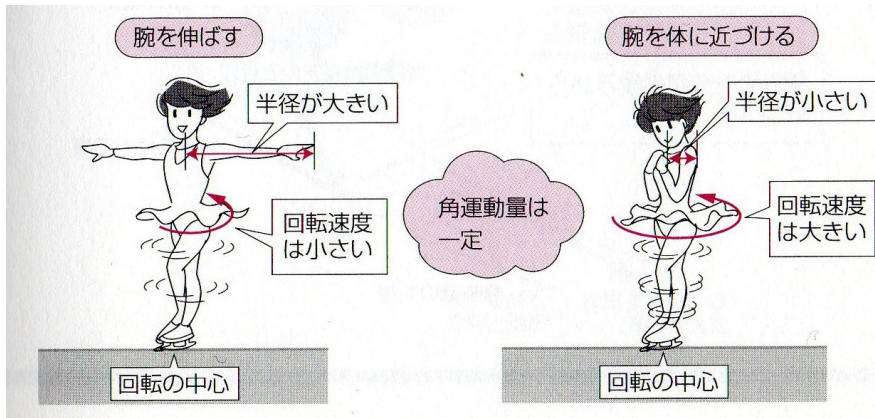 腕を伸ばす
半径が大きい
回転速度
は小さい
回転の中心
角運動量は
一定
腕を体に近づける
半径が小さい
回転速度
は大きい
回転の中心